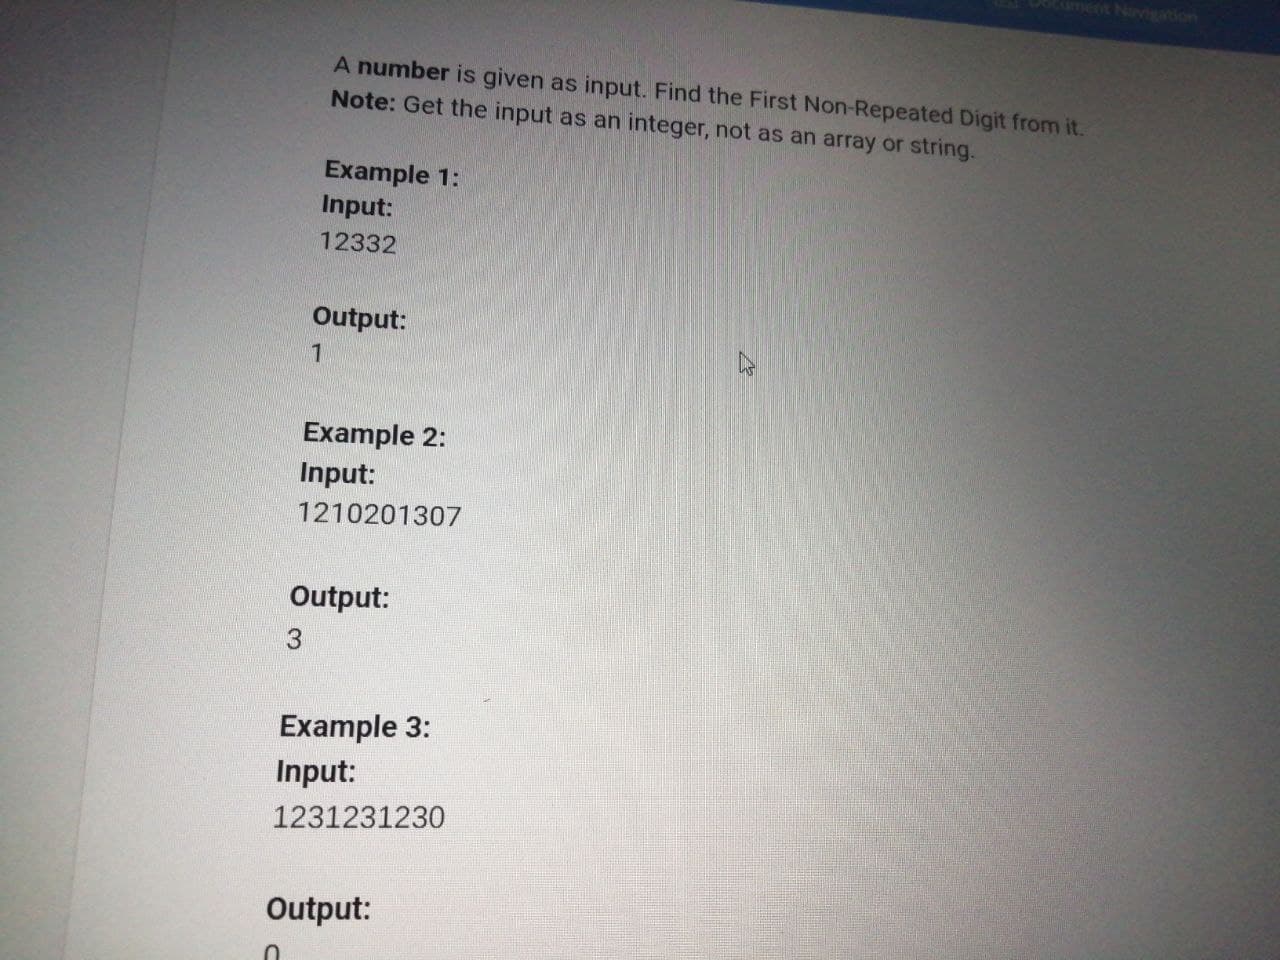 Document Navigation
A number is given as input. Find the First Non-Repeated Digit from it.
Note: Get the input as an integer, not as an array or string.
Example 1:
Input:
12332
Output:
1
Example 2:
Input:
1210201307
Output:
3
Example 3:
Input:
1231231230
Output:
0